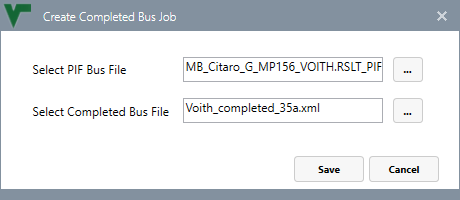 Create Completed Bus Job
Select PIF Bus File
MB_Citaro_G_MP156_VOITH.RSLT_PIF
...
Select Completed Bus File
Voith_completed_35a.xml
...
Save
Cancel